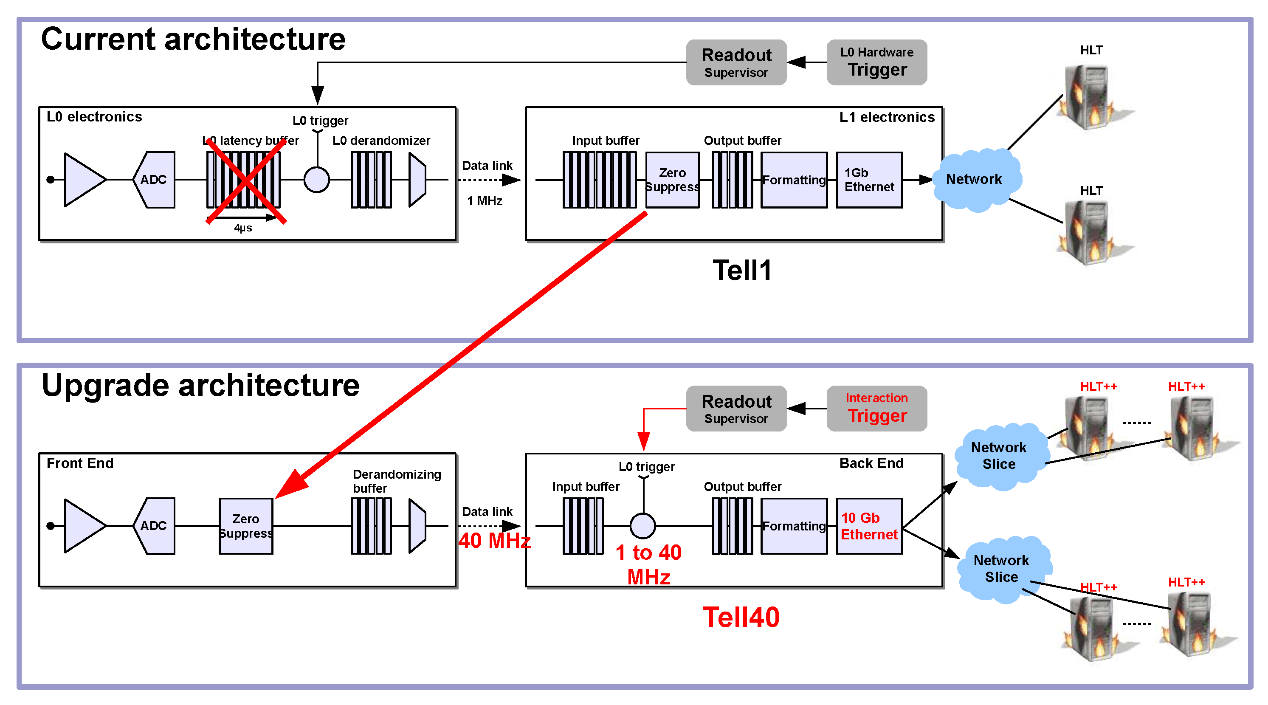 Current architecture
Readout
Supervisor
L0 Hardware
Trigger
HLT
L0 electronics
L0 trigger
L0 latency buffer
L0 derandomizer
ADC
4µs
Data link
1 MHz
L1 electronics
Input buffer
Output buffer
Zero
Suppress
Formatting
1Gb
Ethernet
Network
HLT
Tell1
Upgrade architecture
Readout
Supervisor
Interaction
Trigger
HLT++
HLT++
Front End
Derandomizing
buffer
ADC
Zero
Suppress
Data link
40 MHz
Back End
L0 trigger
Input buffer
Output buffer
1 to 40
MHz
Formatting
10 Gb
Ethernet
Network
Slice
Network
Slice
HLT++
HLT++
Tell40